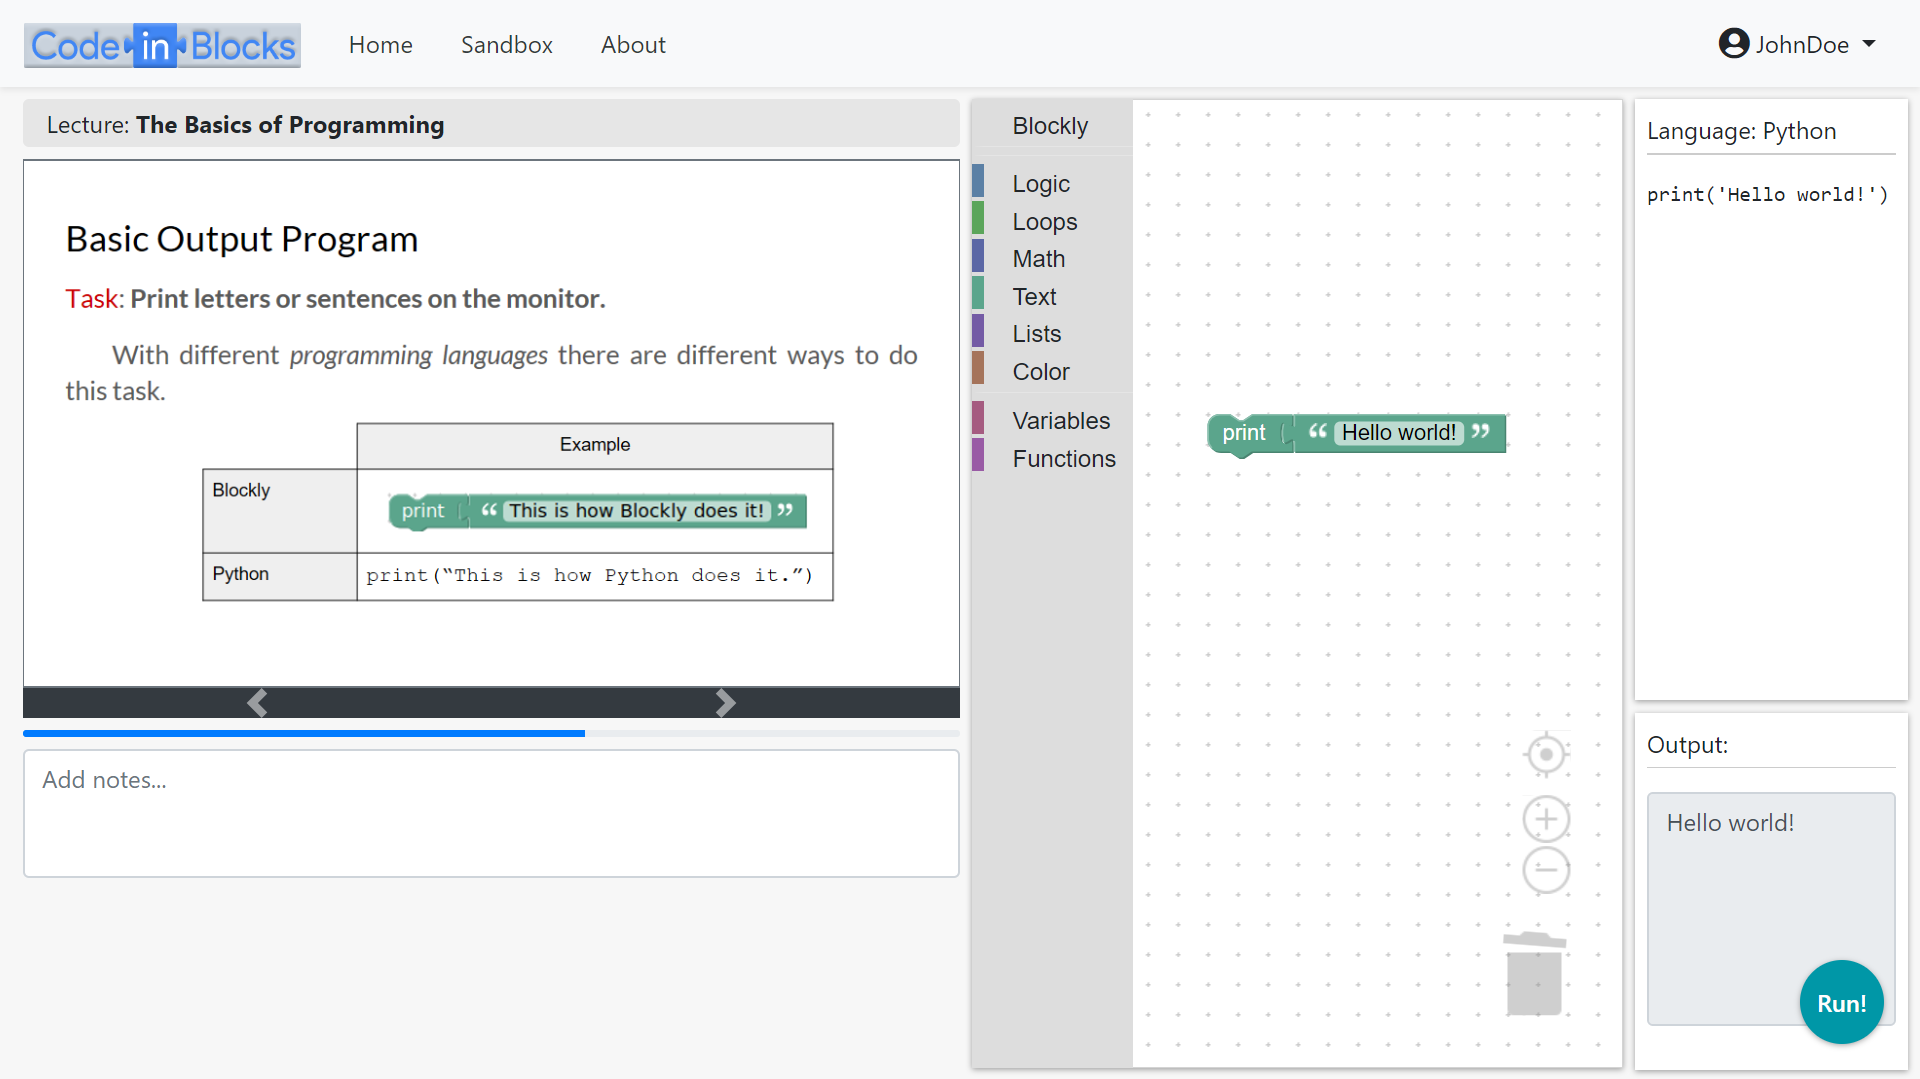 Code in Blocks
Home
Sandbox
About
JohnDoe
Lecture: The Basics of Programming
Basic Output Program
Task: Print letters or sentences on the monitor.
With different programming languages there are different ways to do
this task.
Example
Blockly
print “ This is how Blockly does it! ”
Python
print(“This is how Python does it.”)
Add notes...
Blockly
Logic
Loops
Math
Text
Lists
Color
Variables
Functions
print “ Hello world! ”
Language: Python
print('Hello world!')
Output:
Hello world!
Run!